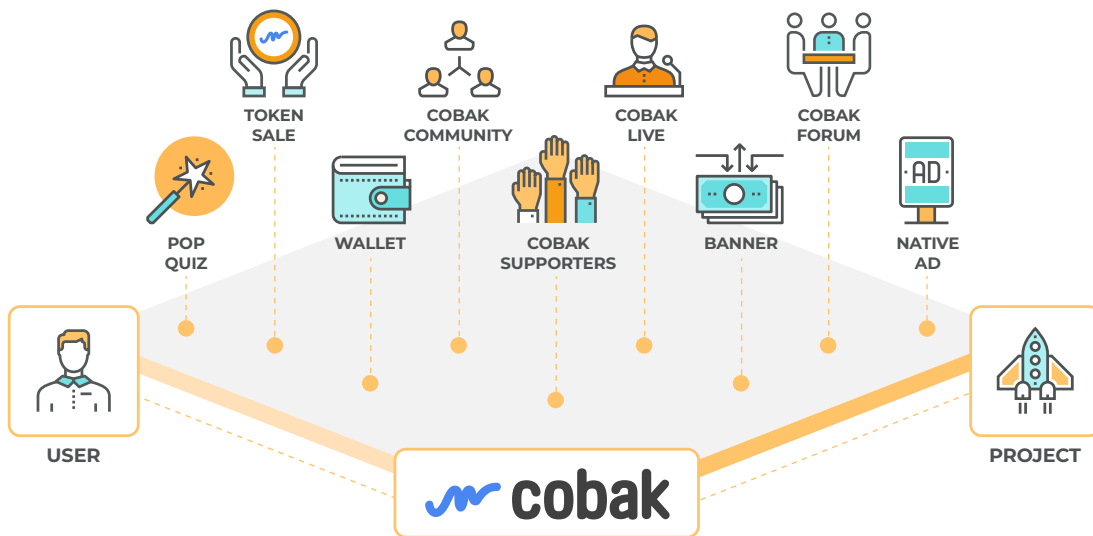 TOKEN
SALE
COBAK
COMMUNITY
COBAK
LIVE
COBAK
FORUM
AD
POP
QUIZ
WALLET
COBAK
SUPPORTERS
BANNER
NATIVE
AD
USER
PROJECT
cobak